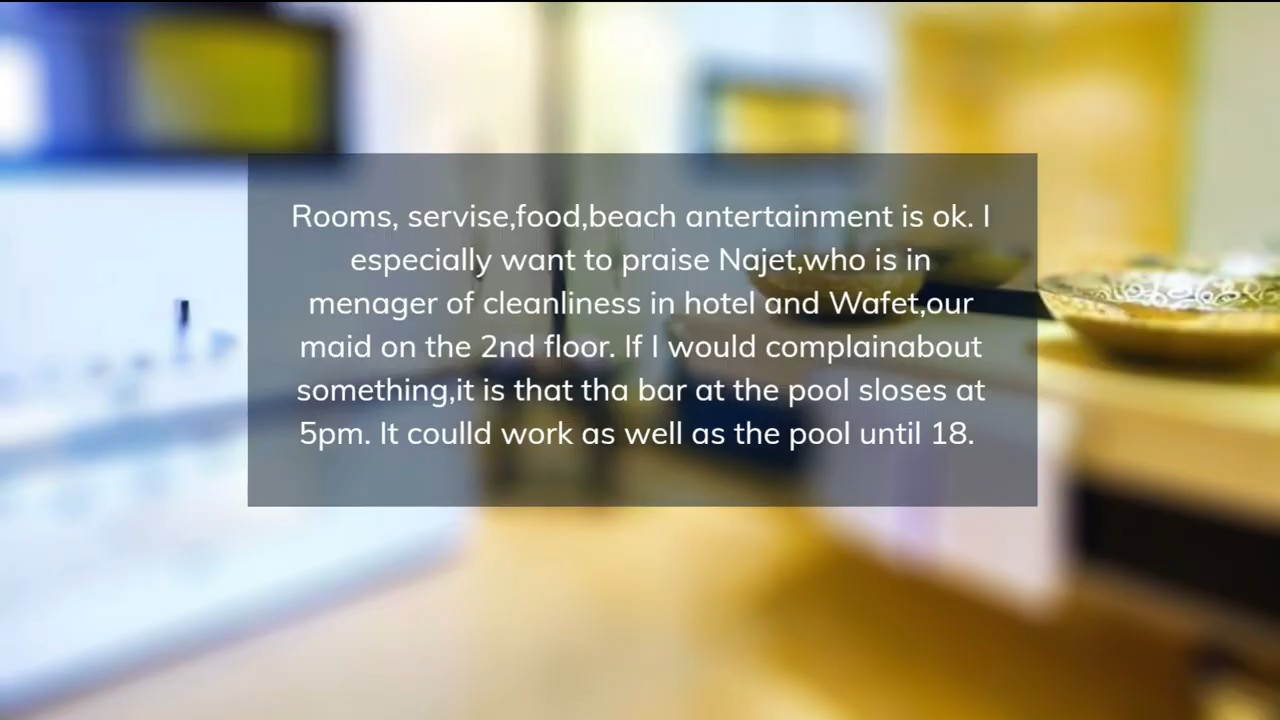 Rooms, servise,food,beach antertainment is ok. I
especially want to praise Najet,who is in
menager of cleanliness in hotel and Wafet,our
maid on the 2nd floor. If I would complainabout
something,it is that tha bar at the pool sloses at
5pm. It coulld work as well as the pool until 18.